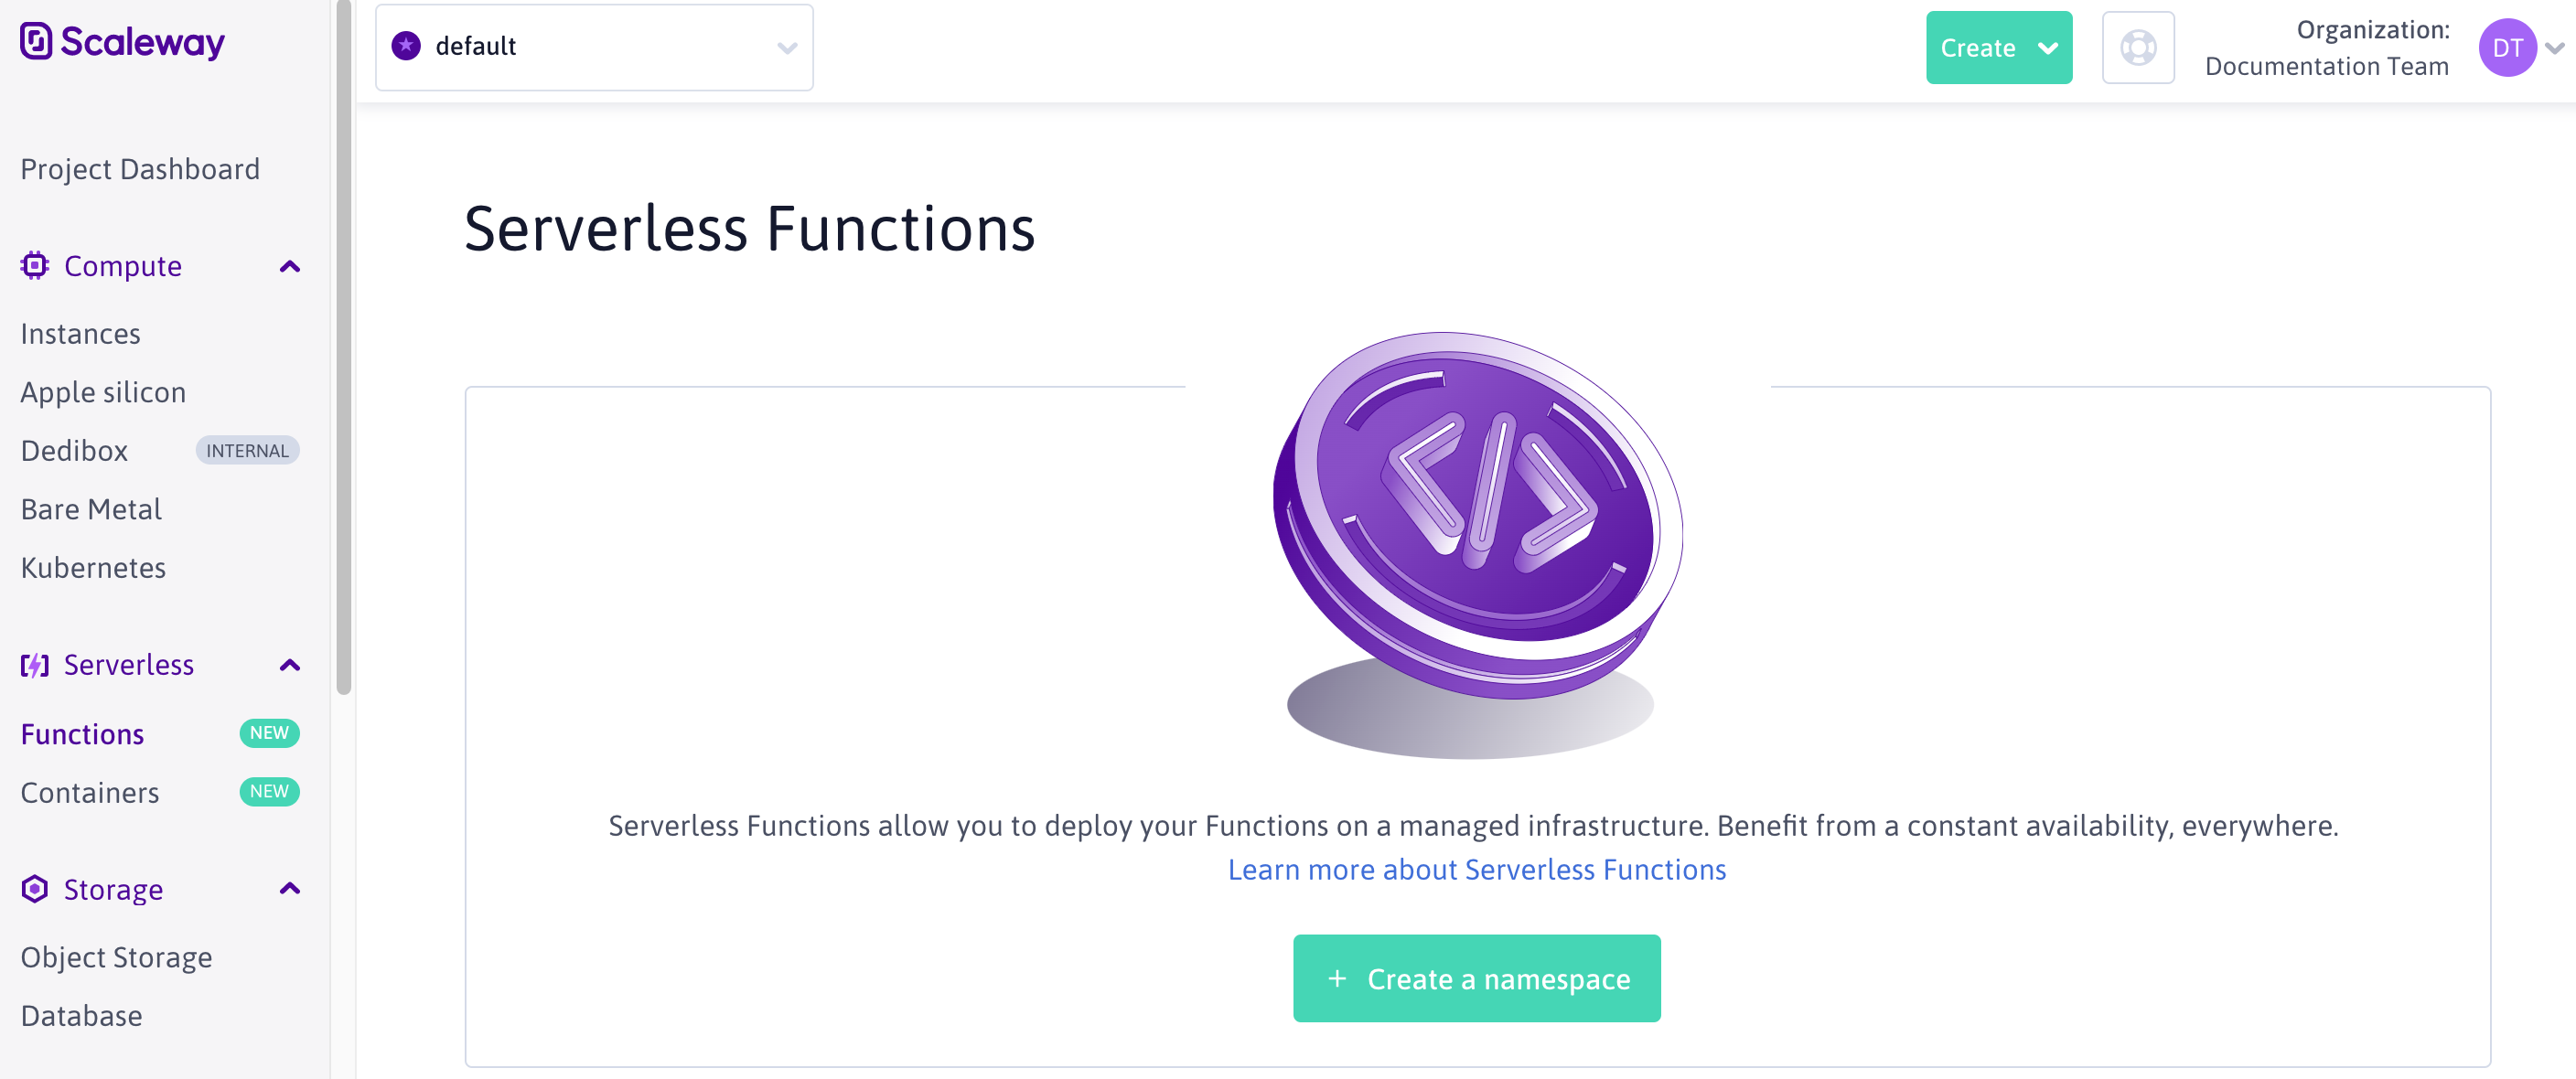 Scaleway
default
Create
Organization:
Documentation Team
DT
Project Dashboard
Compute
Instances
Apple silicon
Dedibox INTERNAL
Bare Metal
Kubernetes
Serverless
Functions NEW
Containers NEW
Storage
Object Storage
Database
Serverless Functions
</>
Serverless Functions allow you to deploy your Functions on a managed infrastructure. Benefit from a constant availability, everywhere.
Learn more about Serverless Functions
+ Create a namespace